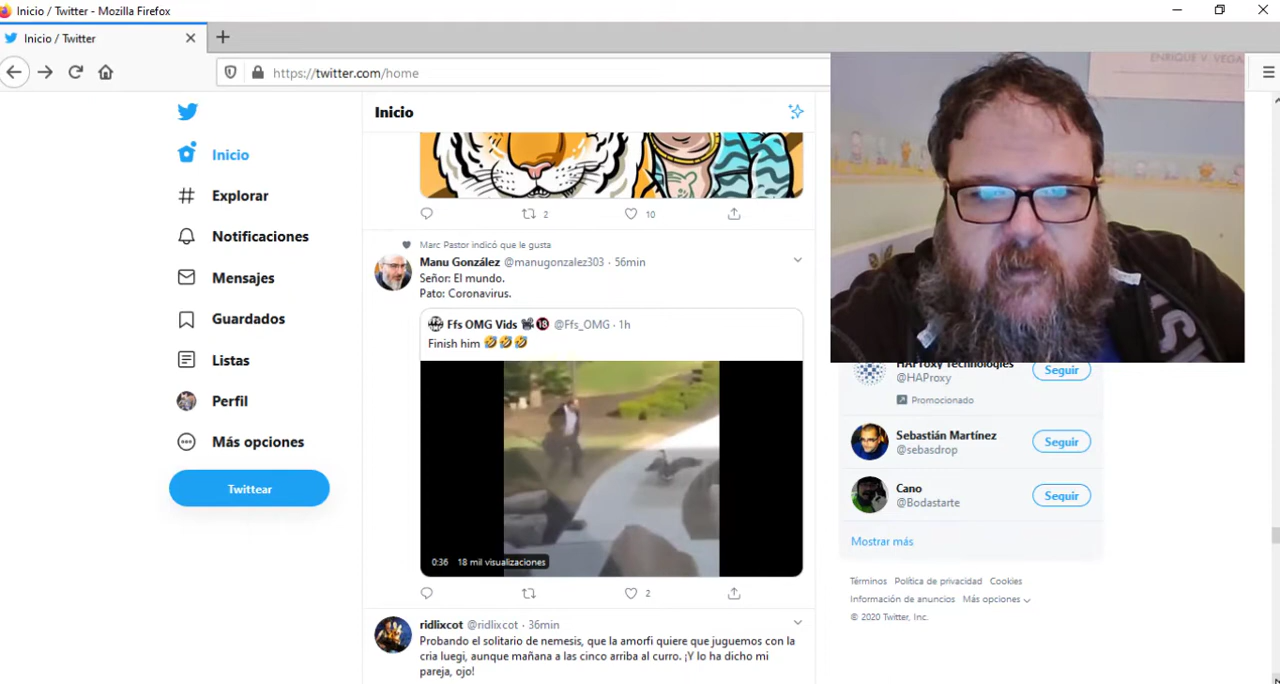 Inicio / Twitter - Mozilla Firefox
Inicio / Twitter
https://twitter.com/home
ENRIQUE V. VEGA
Inicio
Inicio
Explorar
Notificaciones
Mensajes
Guardados
Listas
Perfil
Más opciones
Twittear
2
10
Marc Pastor indicó que le gusta
Manu González @manugonzalez303 · 56min
Señor: El mundo.
Pato: Coronavirus.
Ffs OMG Vids 📽 🔞 @Ffs_OMG · 1h
Finish him 🤣🤣🤣
0:36 18 mil visualizaciones
2
ridlixcot @ridlixcot · 36min
Probando el solitario de nemesis, que la amorfi quiere que juguemos con la
cria luegi, aunque mañana a las cinco arriba al curro. ¡Y lo ha dicho mi
pareja, ojo!
HAProxy Technologies
@HAProxy
Seguir
Promocionado
Sebastián Martínez
@sebasdrop
Seguir
Cano
@Bodastarte
Seguir
Mostrar más
Términos Política de privacidad Cookies
Información de anuncios Más opciones
© 2020 Twitter, Inc.